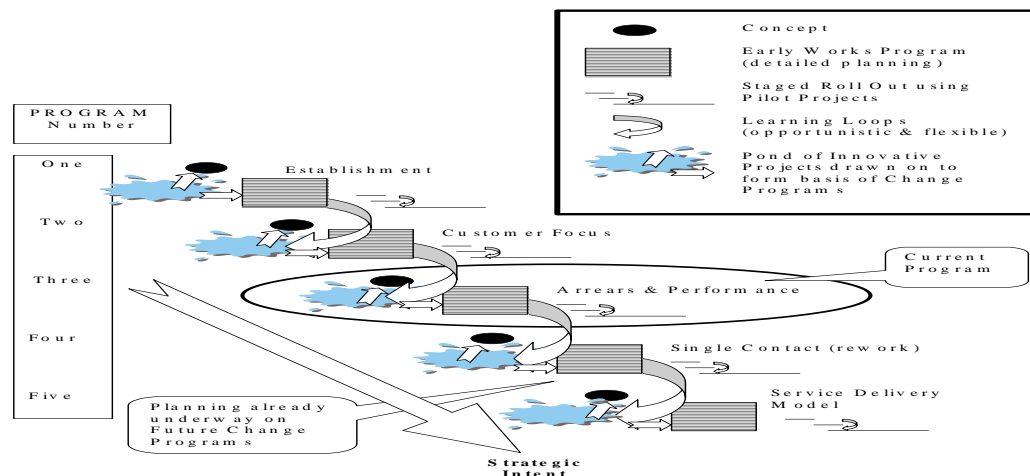 Concept
Early Works Program
(detailed planning)
Staged Roll Out using
Pilot Projects
Learning Loops
(opportunistic & flexible)
Pond of Innovative
Projects drawn on to
form basis of Change
Programs
PROGRAM
Number
One
Establishment
Two
Customer Focus
Current
Program
Three
Arrears & Performance
Four
Single Contact (rework)
Five
Service Delivery
Model
Planning already
underway on
Future Change
Programs
Strategic
Intent